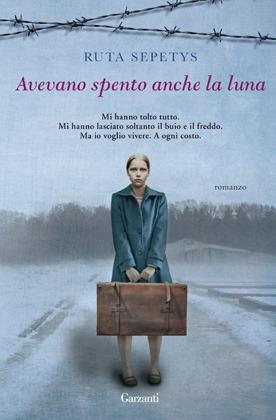 RUTA SEPETYS
Avevano spento anche la luna
Mi hanno tolto tutto.
Mi hanno lasciato soltanto il buio e il freddo.
Ma io voglio vivere. A ogni costo.
romanzo
Garzanti